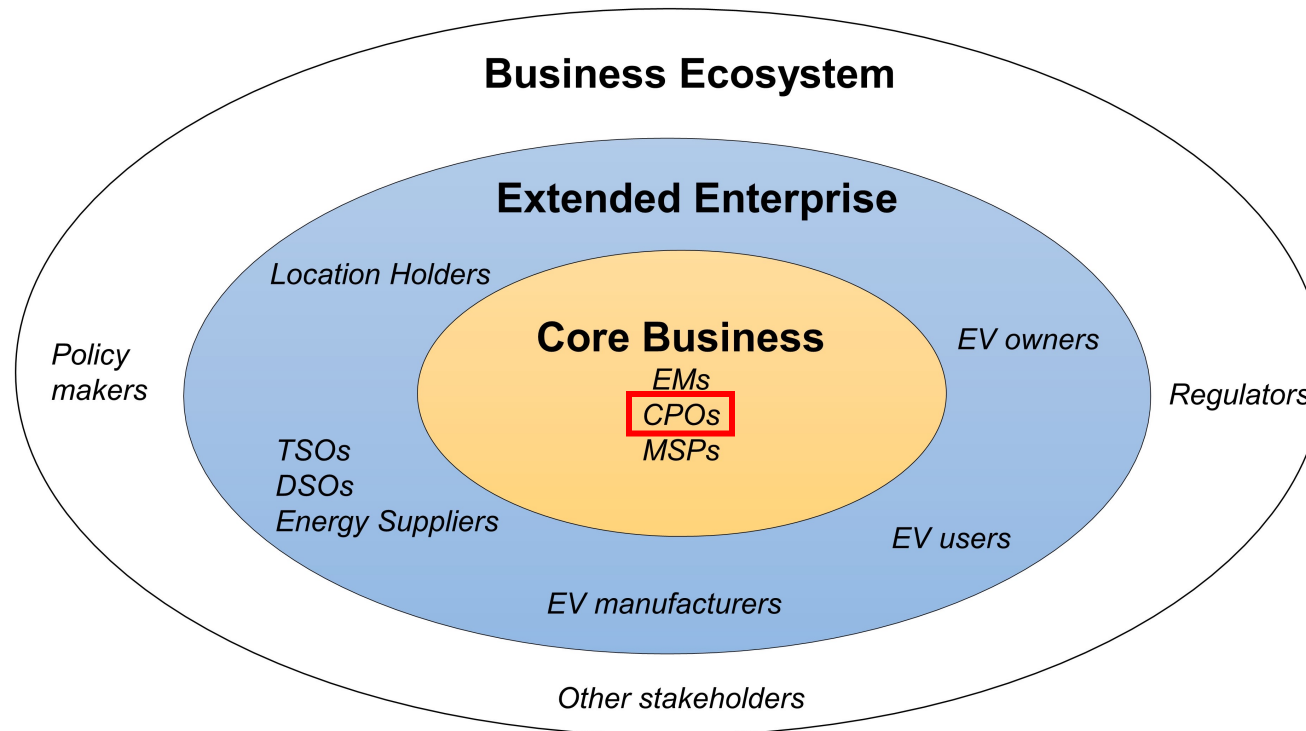 Business Ecosystem
Extended Enterprise
Location Holders
Core Business
EMs
CPOs
MSPs
EV owners
Policy
makers
Regulators
TSOs
DSOs
Energy Suppliers
EV users
EV manufacturers
Other stakeholders